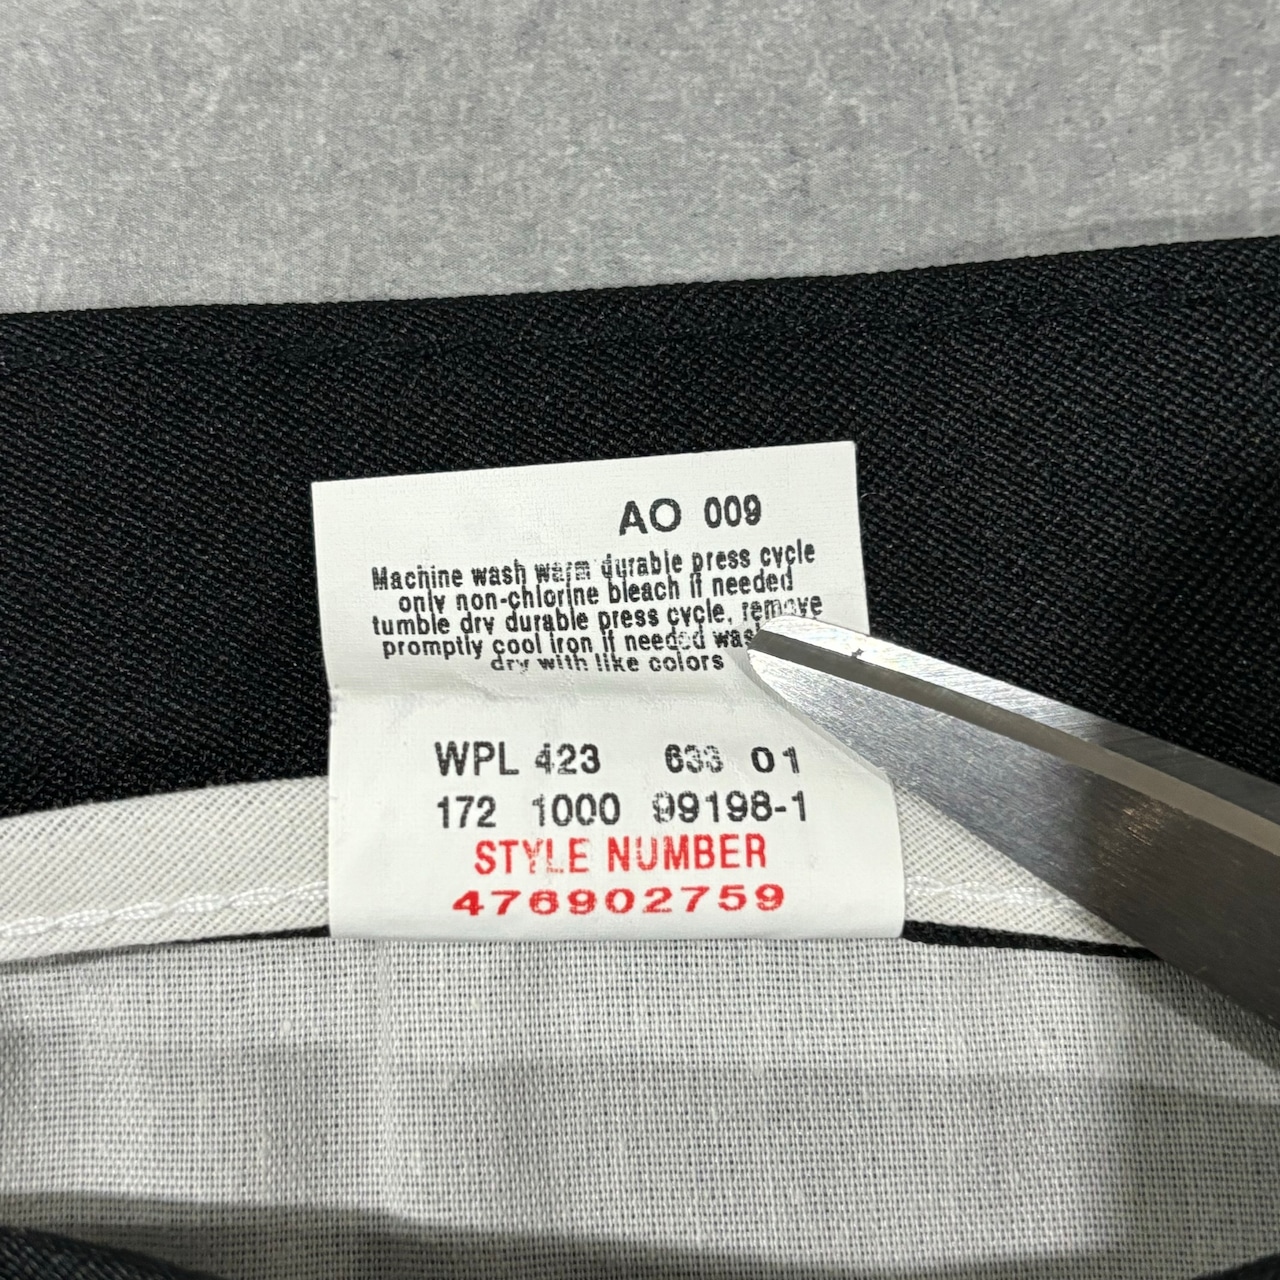 AO 009
Machine wash warm durable press cycle
only non-chlorine bleach if needed
tumble dry durable press cycle, remove
promptly cool iron if needed
dry with like colors
WPL 423 633 01
172 1000 99198-1
STYLE NUMBER
476902759